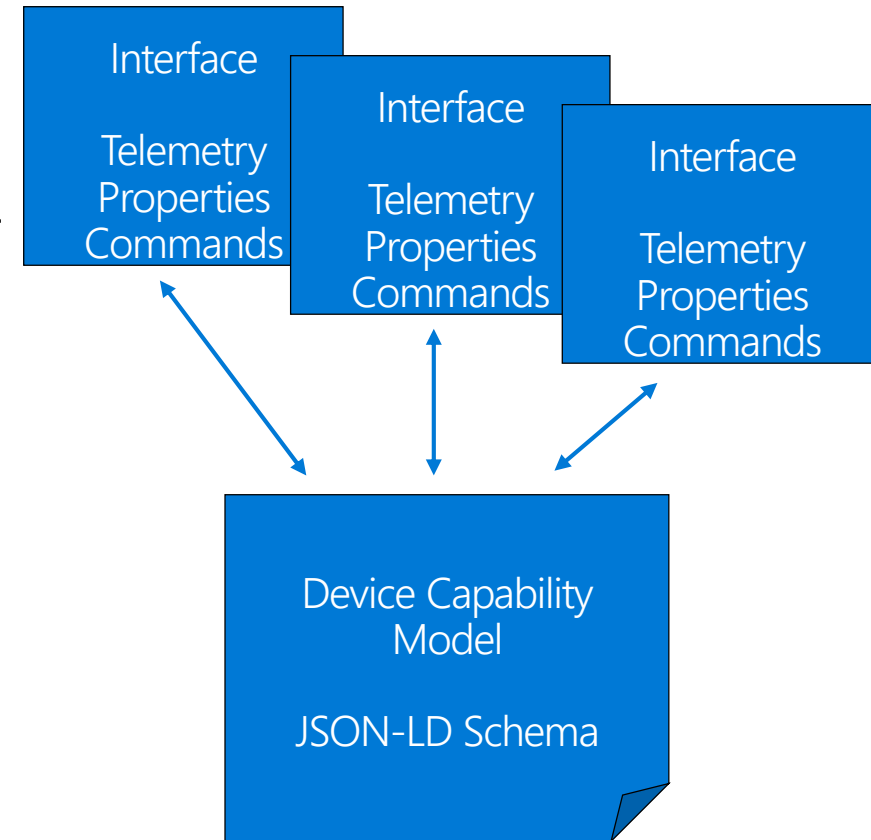 Interface
Telemetry
Properties
Commands
Interface
Telemetry
Properties
Commands
Interface
Telemetry
Properties
Commands
Device Capability
Model
JSON-LD Schema